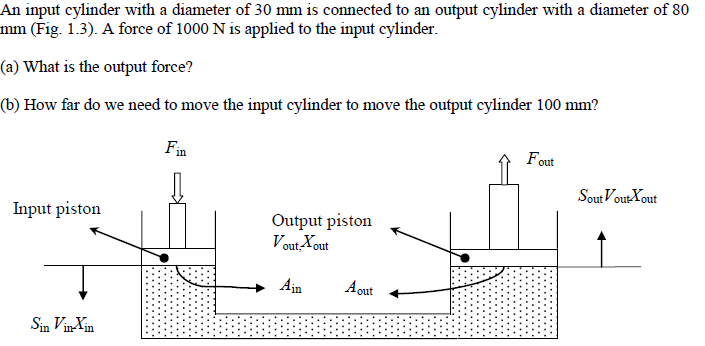 An input cylinder with a diameter of 30 mm is connected to an output cylinder with a diameter of 80
mm (Fig. 1.3). A force of 1000 N is applied to the input cylinder.
(a) What is the output force?
(b) How far do we need to move the input cylinder to move the output cylinder 100 mm?
Fin
Fout
SoutVoutXout
Input piston
Output piston
Vout,Xout
Ain
Aout
Sin VinXin